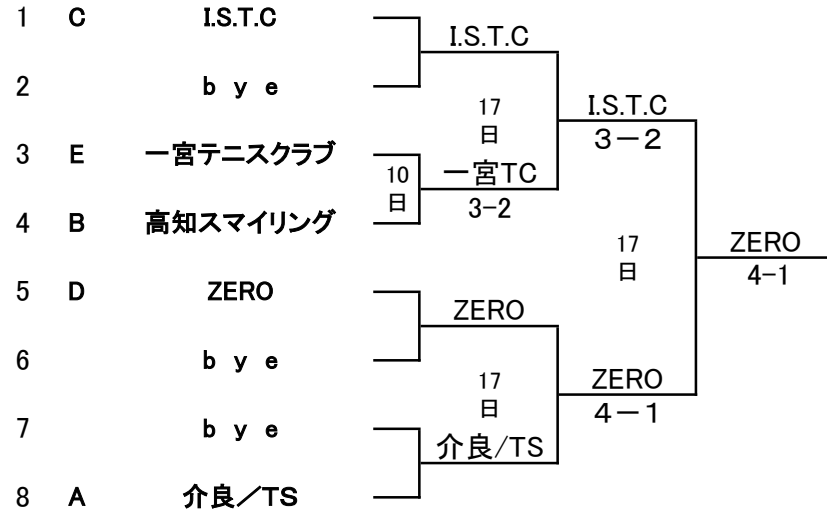 1 C I.S.T.C
I.S.T.C
2 b y e
17
日
I.S.T.C
3－2
3 E 一宮テニスクラブ
10
日
一宮TC
3-2
4 B 高知スマイリング
17
日
ZERO
4-1
5 D ZERO
ZERO
6 b y e
17
日
ZERO
4－1
7 b y e
介良/TS
8 A 介良／TS